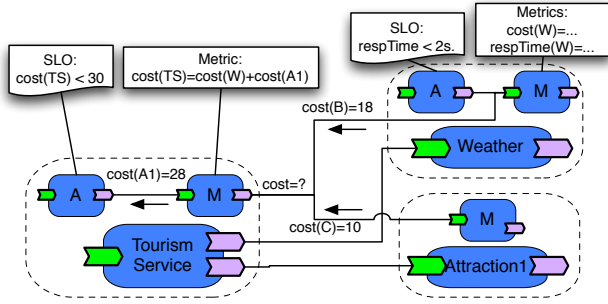 SLO:
respTime < 2s.
Metrics:
cost(W)=...
respTime(W)=...
SLO:
cost(TS) < 30
Metric:
cost(TS)=cost(W)+cost(A1)
A
M
cost(B)=18
Weather
cost(A1)=28
A
M
cost=?
cost(C)=10
M
Tourism
Service
Attraction1